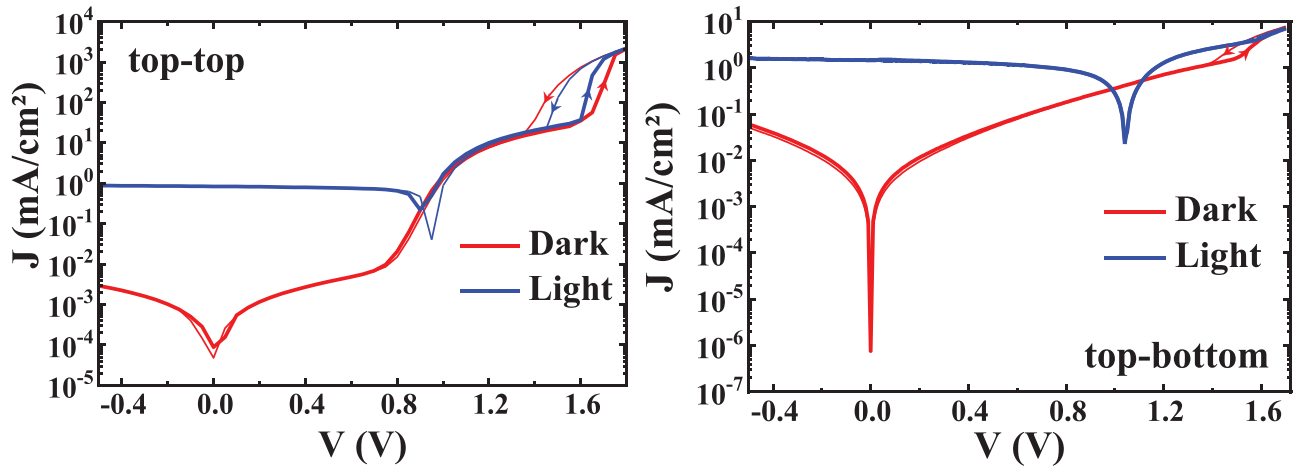 top-top
J (mA/cm²)
10⁴
10³
10²
10¹
10⁰
10⁻¹
10⁻²
10⁻³
10⁻⁴
10⁻⁵
Dark
Light
-0.4 0.0 0.4 0.8 1.2 1.6
V (V)
J (mA/cm²)
10¹
10⁰
10⁻¹
10⁻²
10⁻³
10⁻⁴
10⁻⁵
10⁻⁶
10⁻⁷
Dark
Light
top-bottom
-0.4 0.0 0.4 0.8 1.2 1.6
V (V)